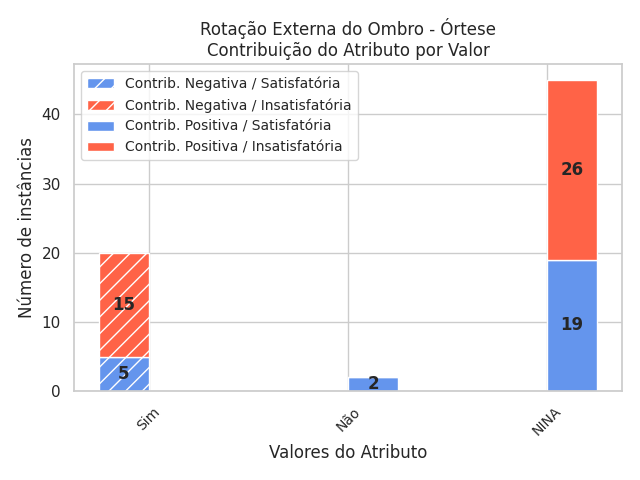 Rotação Externa do Ombro - Órtese
Contribuição do Atributo por Valor
Contrib. Negativa / Satisfatória
Contrib. Negativa / Insatisfatória
Contrib. Positiva / Satisfatória
Contrib. Positiva / Insatisfatória
Número de instâncias
40
30
20
10
0
15
5
2
26
19
Sim
Não
NINA
Valores do Atributo